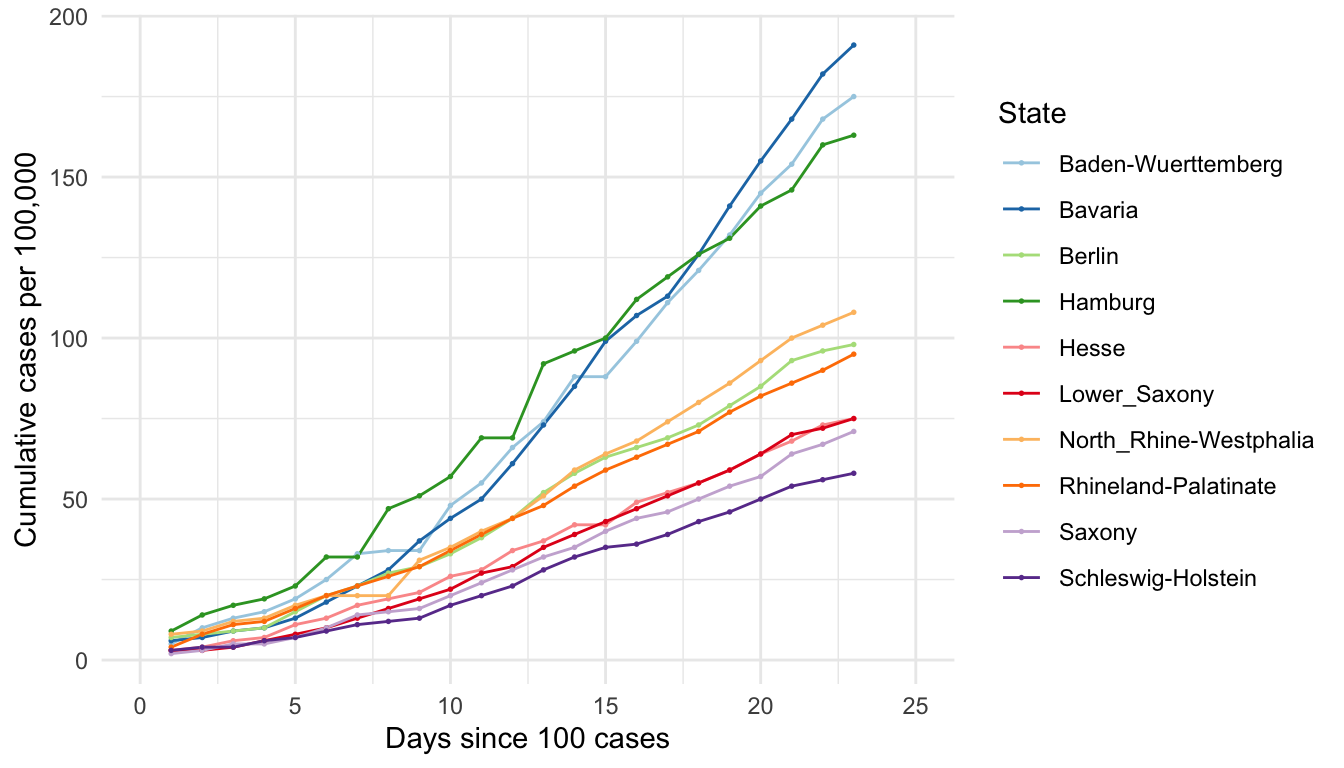 200
150
100
50
0
Cumulative cases per 100,000
0 5 10 15 20 25
Days since 100 cases
State
Baden-Wuerttemberg
Bavaria
Berlin
Hamburg
Hesse
Lower_Saxony
North_Rhine-Westphalia
Rhineland-Palatinate
Saxony
Schleswig-Holstein